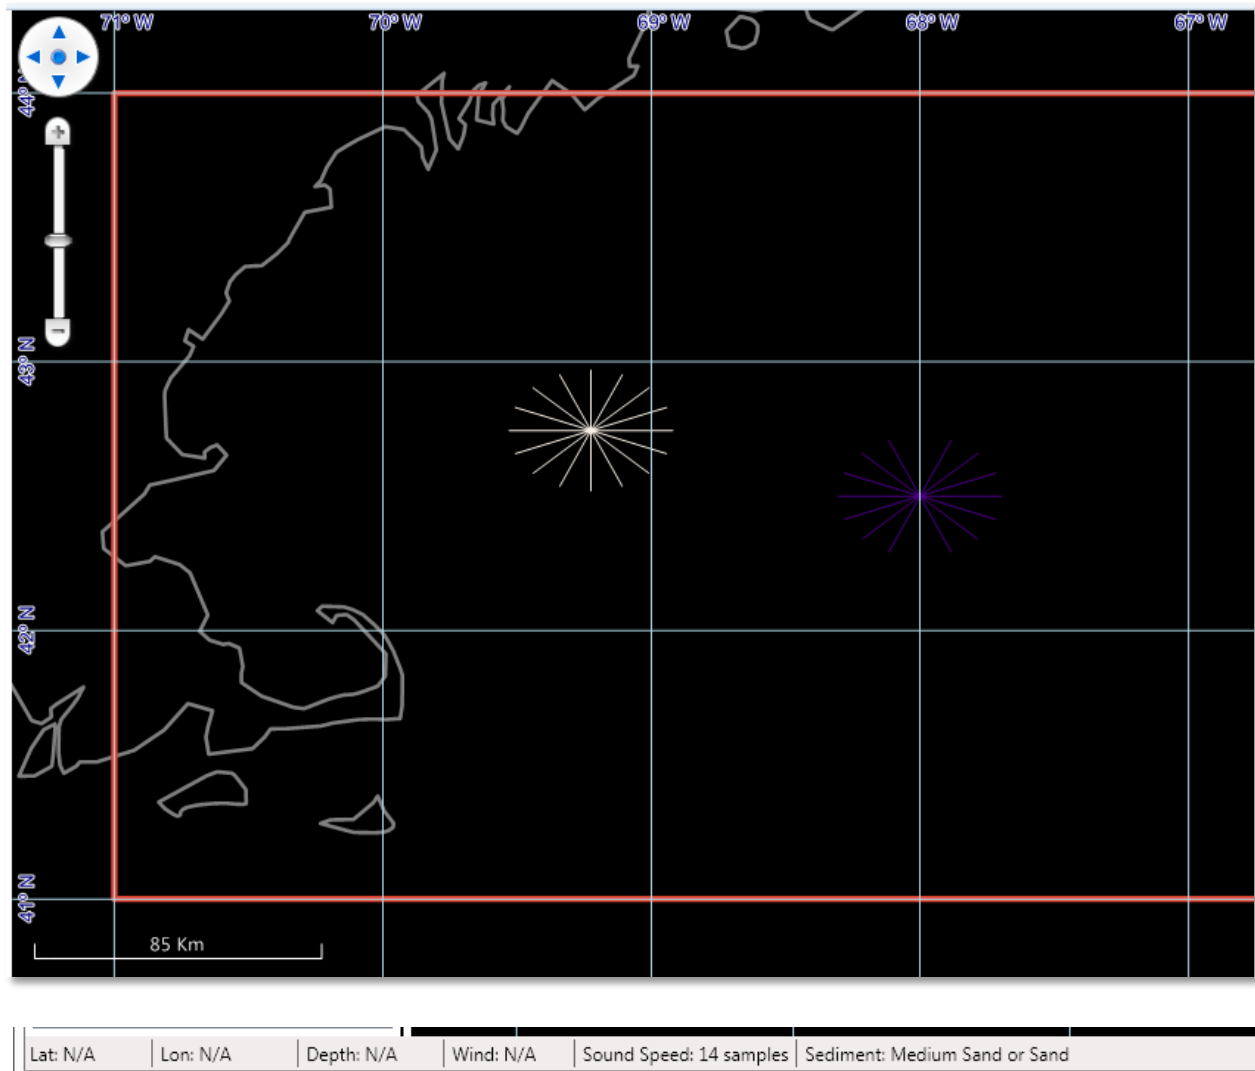 71° W 70° W 69° W 68° W 67° W
44° N
43° N
42° N
41° N
85 Km
Lat: N/A Lon: N/A Depth: N/A Wind: N/A Sound Speed: 14 samples Sediment: Medium Sand or Sand